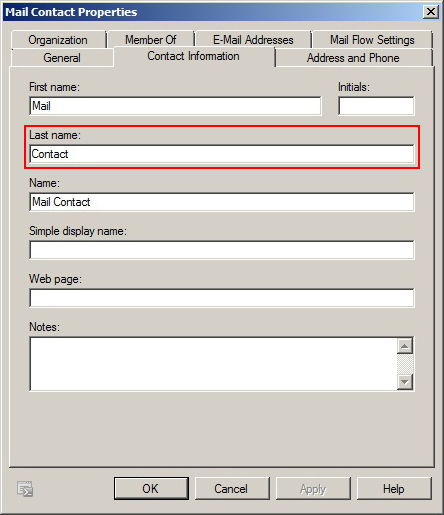 Mail Contact Properties
Organization Member Of E-Mail Addresses Mail Flow Settings
General Contact Information Address and Phone
First name: Initials:
Mail
Last name:
Contact
Name:
Mail Contact
Simple display name:
Web page:
Notes:
OK Cancel Apply Help